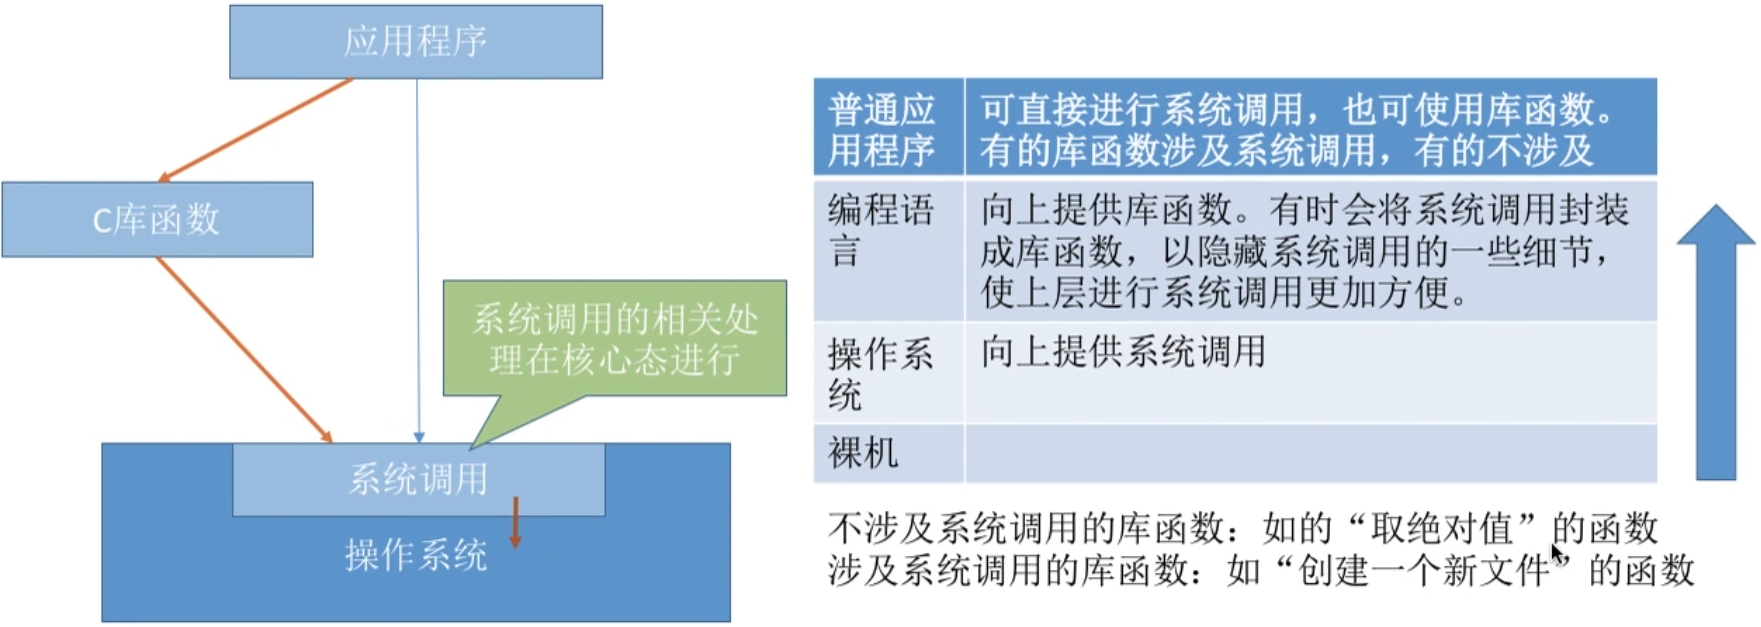 应用程序
C库函数
系统调用的相关处
理在核心态进行
系统调用
操作系统
普通应
用程序
可直接进行系统调用，也可使用库函数。
有的库函数涉及系统调用，有的不涉及
编程语
言
向上提供库函数。有时会将系统调用封装
成库函数，以隐藏系统调用的一些细节，
使上层进行系统调用更加方便。
操作系
统
向上提供系统调用
裸机
不涉及系统调用的库函数：如的“取绝对值”的函数
涉及系统调用的库函数：如“创建一个新文件”的函数